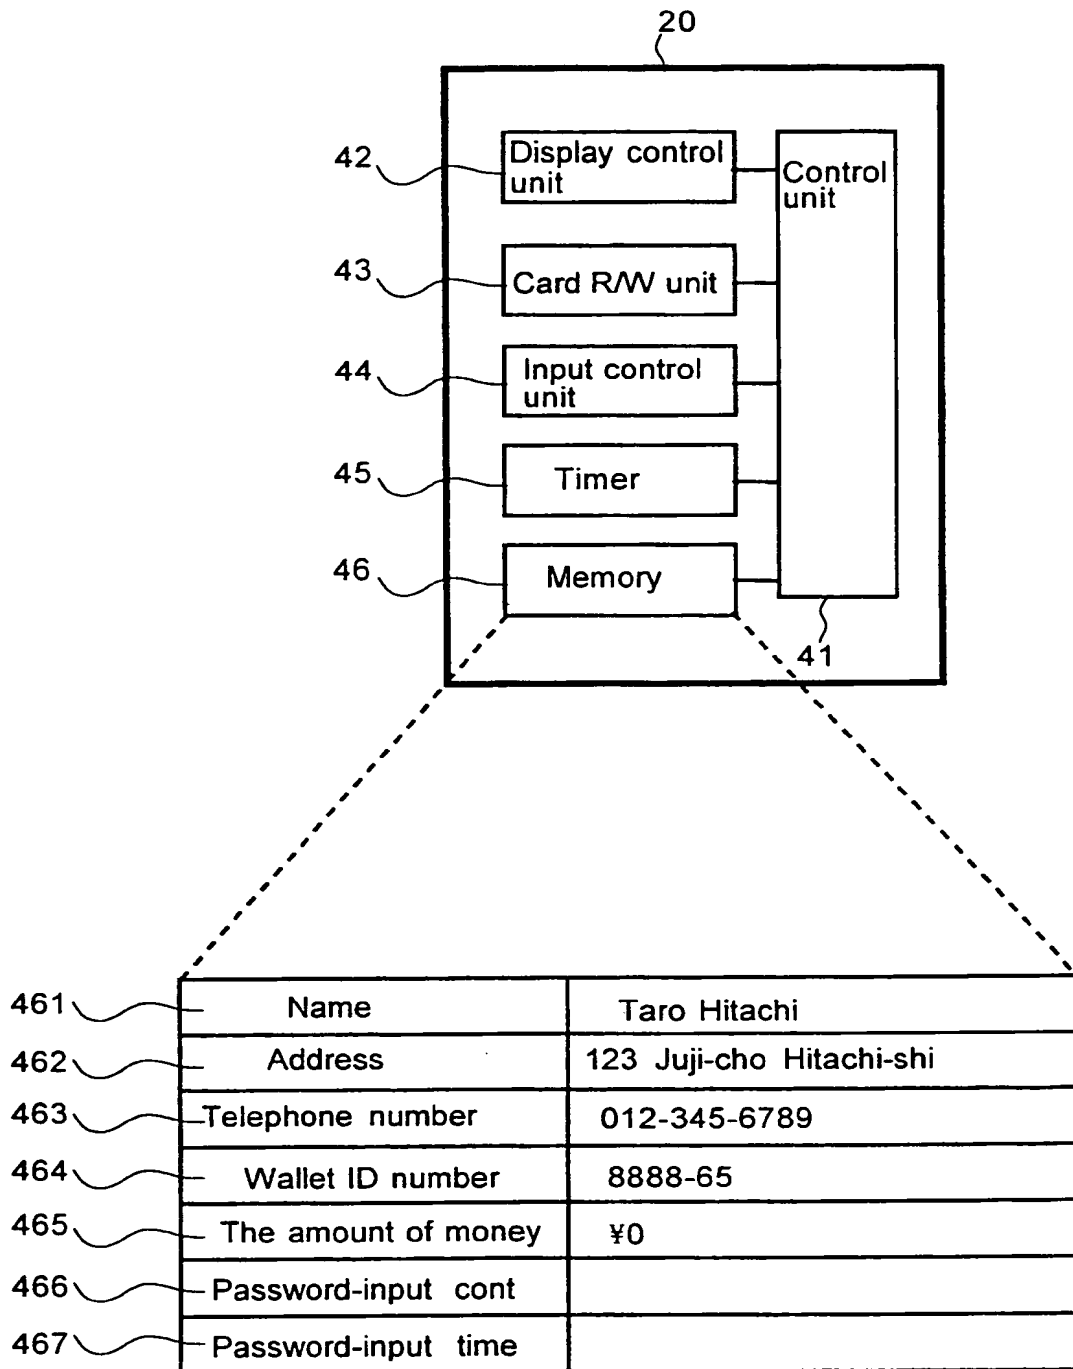 20
42
Display control
unit
Control
unit
43
Card R/W unit
44
Input control
unit
45
Timer
46
Memory
41
461 Name Taro Hitachi
462 Address 123 Juji-cho Hitachi-shi
463 Telephone number 012-345-6789
464 Wallet ID number 8888-65
465 The amount of money ¥0
466 Password-input cont
467 Password-input time